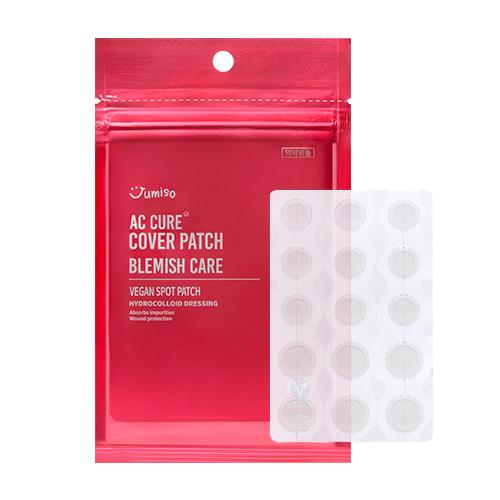 의약외품
Jumiso
AC CURE
COVER PATCH
BLEMISH CARE
VEGAN SPOT PATCH
HYDROCOLLOID DRESSING
Absorbs impurities
Wound protection